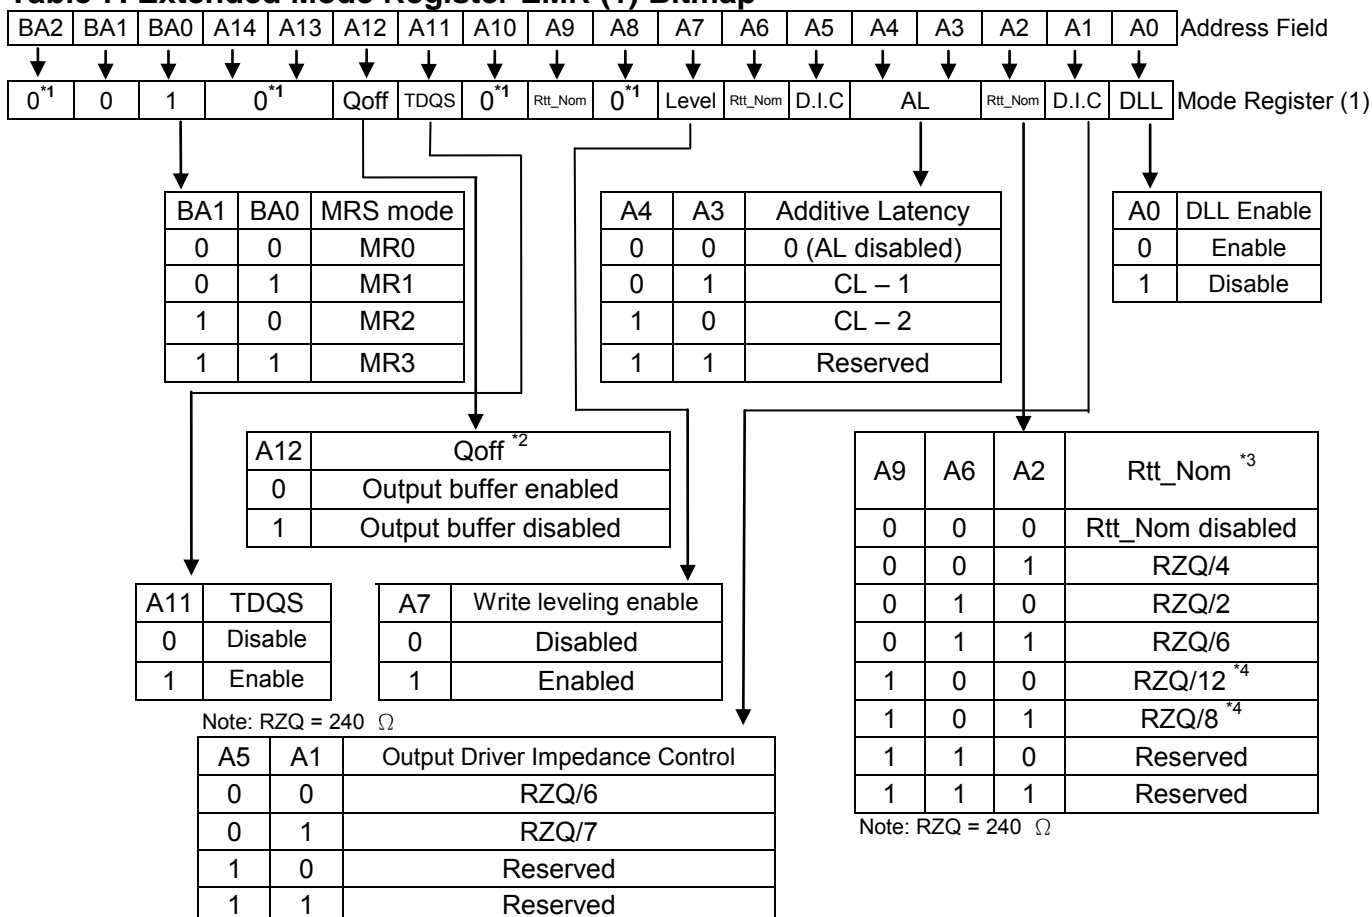 Table 7. Extended Mode Register EMR (1) Bitmap
BA2 BA1 BA0 A14 A13 A12 A11 A10 A9 A8 A7 A6 A5 A4 A3 A2 A1 A0 Address Field
0*1 0 1 0*1 Qoff TDQS 0*1 Rtt_Nom 0*1 Level Rtt_Nom D.I.C AL Rtt_Nom D.I.C DLL Mode Register (1)
BA1 BA0 MRS mode
0 0 MR0
0 1 MR1
1 0 MR2
1 1 MR3
A4 A3 Additive Latency
0 0 0 (AL disabled)
0 1 CL – 1
1 0 CL – 2
1 1 Reserved
A0 DLL Enable
0 Enable
1 Disable
A12 Qoff *2
0 Output buffer enabled
1 Output buffer disabled
A9 A6 A2 Rtt_Nom *3
0 0 0 Rtt_Nom disabled
0 0 1 RZQ/4
0 1 0 RZQ/2
0 1 1 RZQ/6
1 0 0 RZQ/12 *4
1 0 1 RZQ/8 *4
1 1 0 Reserved
1 1 1 Reserved
Note: RZQ = 240 Ω
A11 TDQS
0 Disable
1 Enable
A7 Write leveling enable
0 Disabled
1 Enabled
Note: RZQ = 240 Ω
A5 A1 Output Driver Impedance Control
0 0 RZQ/6
0 1 RZQ/7
1 0 Reserved
1 1 Reserved